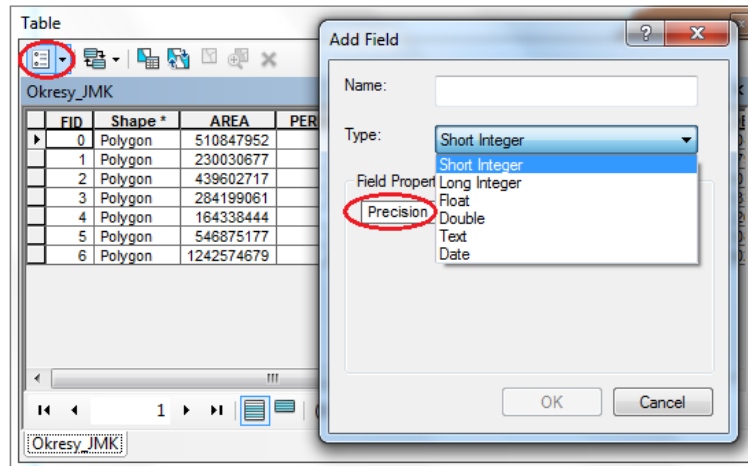 Table
Okresy_JMK
FID Shape * AREA PER
0 Polygon 510847952
1 Polygon 230030677
2 Polygon 439602717
3 Polygon 284199061
4 Polygon 164338444
5 Polygon 546875177
6 Polygon 1242574679
1
Okresy_JMK
Add Field
Name:
Type:
Short Integer
Short Integer
Long Integer
Float
Double
Text
Date
Field Propert
Precision
OK
Cancel